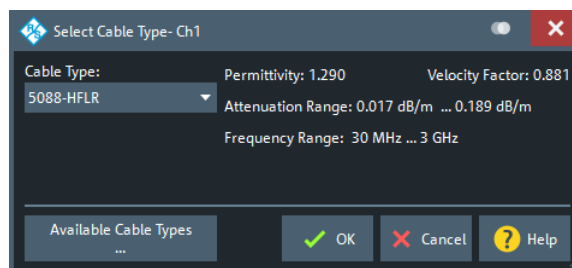 Select Cable Type- Ch1
Cable Type:
5088-HFLR
Permittivity: 1.290 Velocity Factor: 0.881
Attenuation Range: 0.017 dB/m ... 0.189 dB/m
Frequency Range: 30 MHz ... 3 GHz
Available Cable Types
...
OK
Cancel
? Help